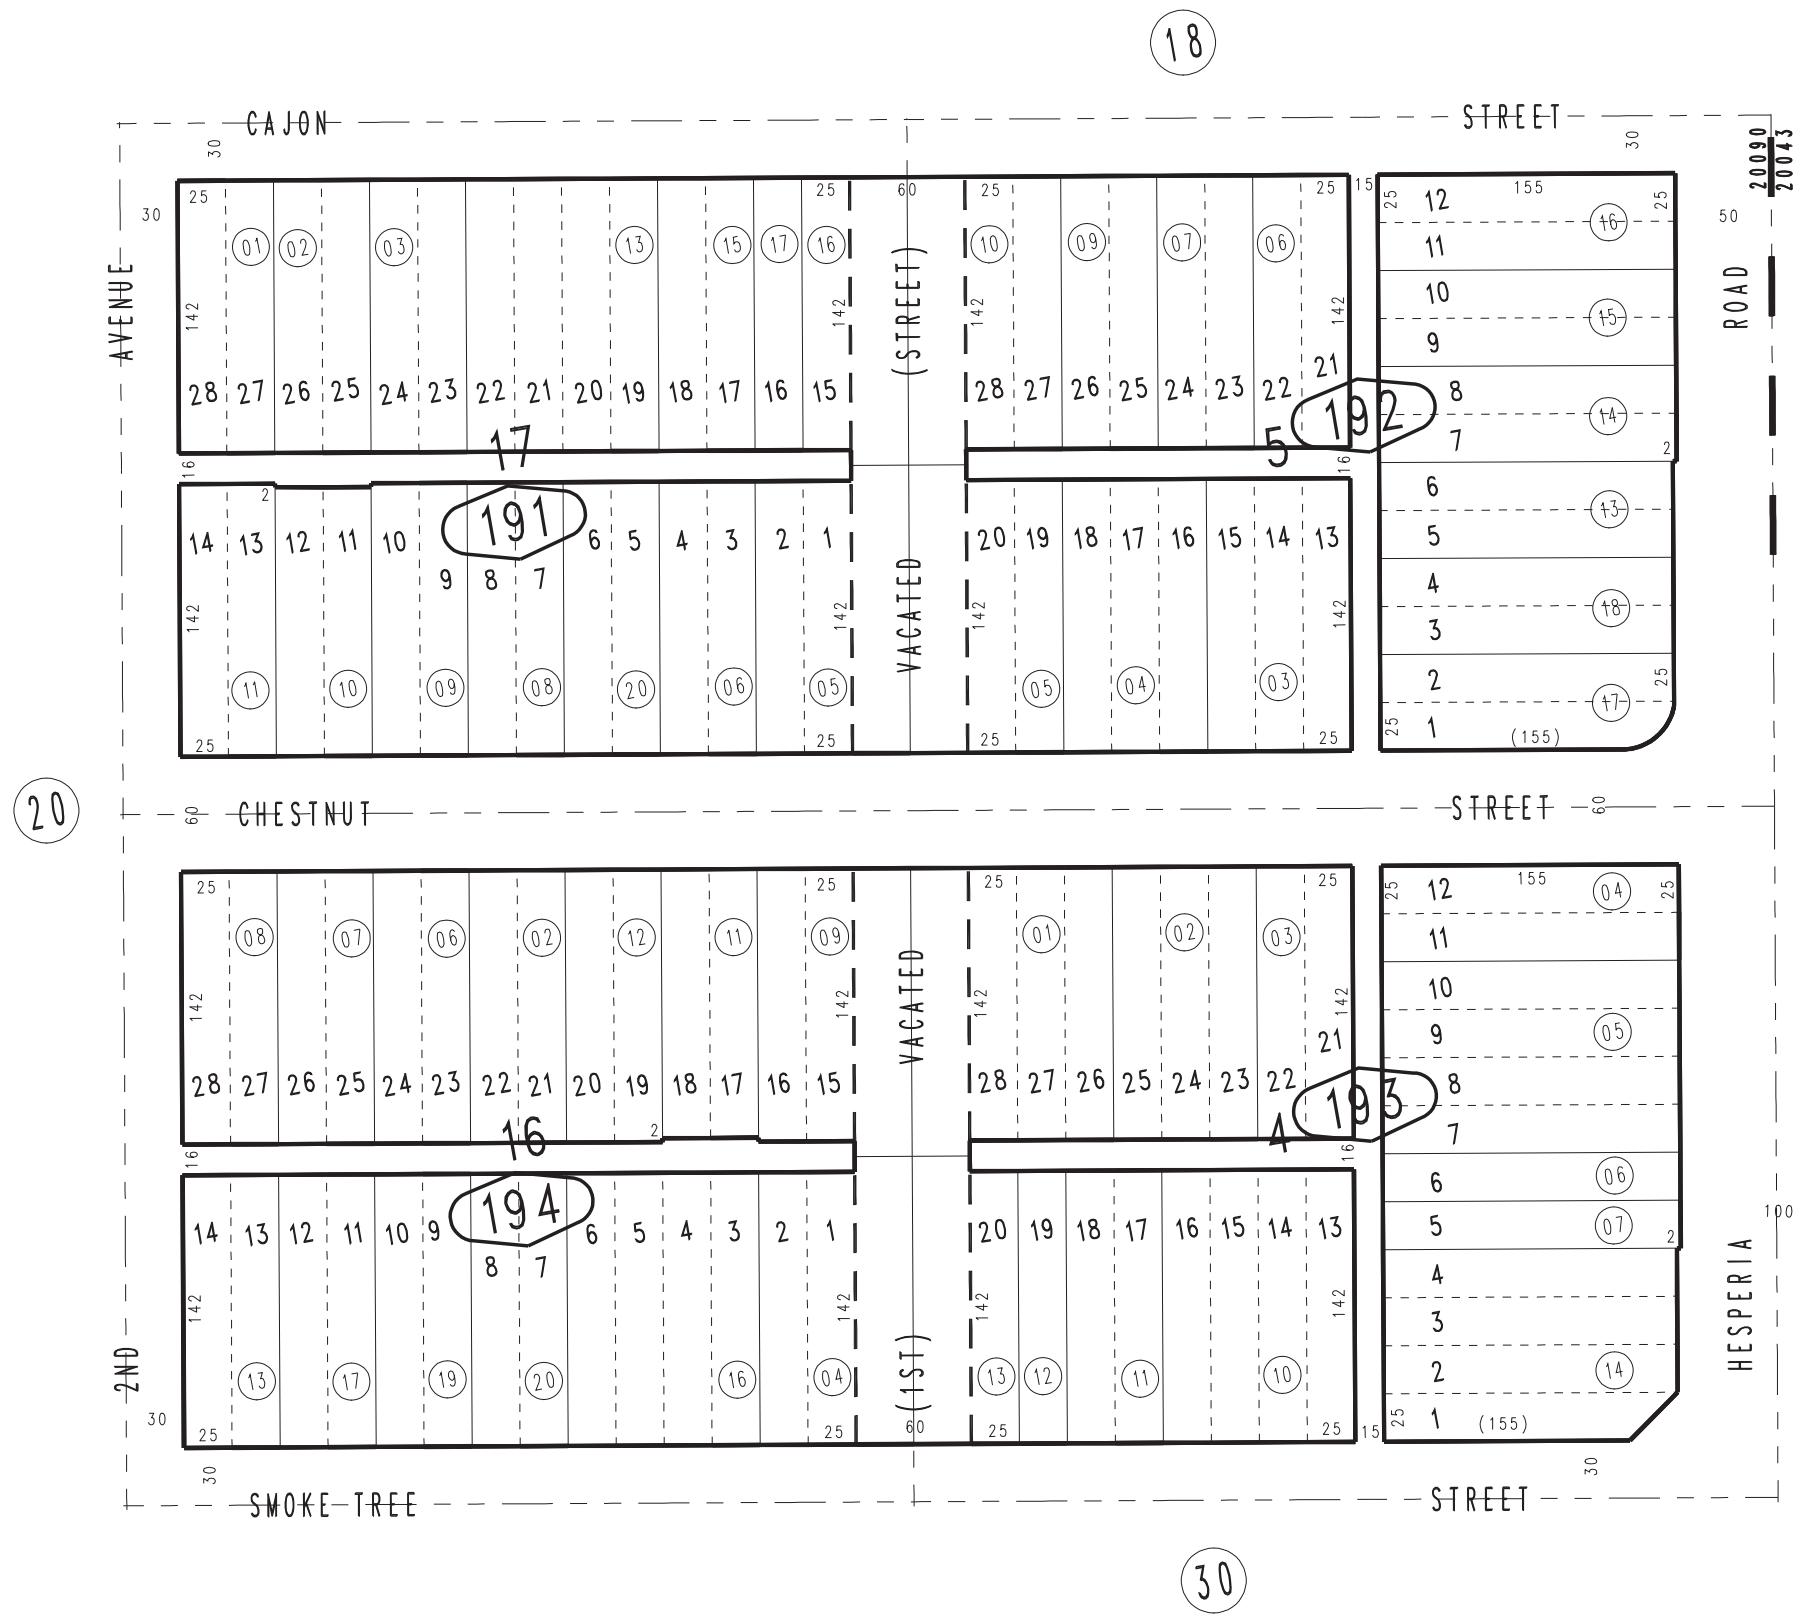 18
CAJON STREET
30 30
20090
20043
25 25 60 25 25 15 25 12 155 25
30 50
01 02 03 13 15 17 16 10 09 07 06 11 16
AVENUE (STREET) ROAD
142 142 142 142 10 15
9
28 27 26 25 24 23 22 21 20 19 18 17 16 15 28 27 26 25 24 23 22 21 8 14
192
17 5 7 2
16 16
2 6
191 5 13
14 13 12 11 10 6 5 4 3 2 1 20 19 18 17 16 15 14 13
9 8 7 4
142 142 VACATED 142 142 3 18
11 10 09 08 20 06 05 05 04 03 2 25
17
25 25 25 25 25 1 (155)
20
60 CHESTNUT STREET 60
25 25 25 25 25 12 155 04 25
08 07 06 02 12 11 09 01 02 03 11
142 142 VACATED 142 142 10
9 05
28 27 26 25 24 23 22 21 20 19 18 17 16 15 28 27 26 25 24 23 22 21 8
193
16 2 4 7
16 16
6 06
194 5 07 2
100
14 13 12 11 10 9 6 5 4 3 2 1 20 19 18 17 16 15 14 13
8 7 4
142 142 142 142 3
HESPERIA
2ND (1ST)
13 17 19 20 16 04 13 12 11 10 2 14
30
25 25 60 25 25 15 25 1 (155)
30 30
SMOKE TREE STREET
30